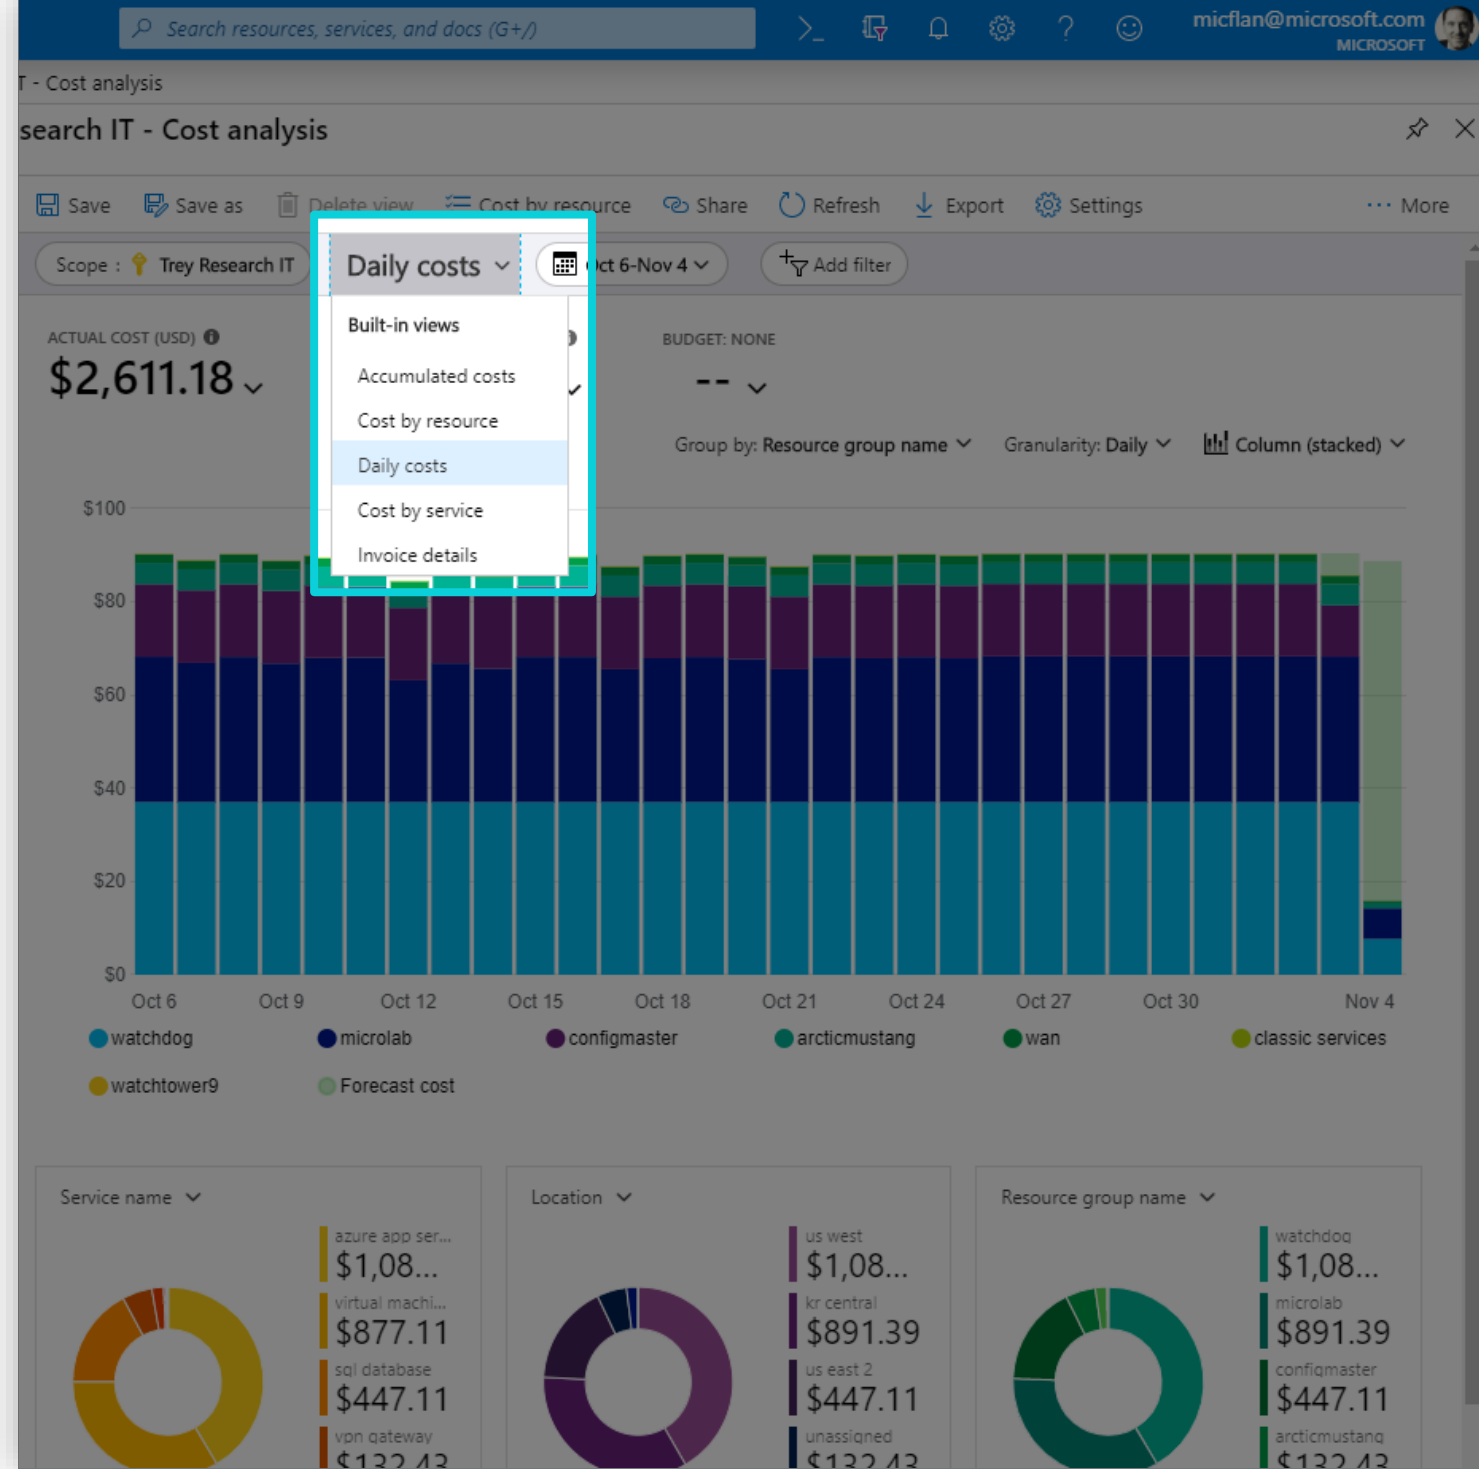 Search resources, services, and docs (G+/)
micflan@microsoft.com
MICROSOFT
T - Cost analysis
search IT - Cost analysis
Save
Save as
Delete view
Cost by resource
Share
Refresh
Export
Settings
More
Scope : Trey Research IT
Daily costs
Oct 6-Nov 4
Add filter
Built-in views
Accumulated costs
Cost by resource
Daily costs
Cost by service
Invoice details
ACTUAL COST (USD)
$2,611.18
BUDGET: NONE
--
Group by: Resource group name
Granularity: Daily
Column (stacked)
$100
$80
$60
$40
$20
$0
Oct 6
Oct 9
Oct 12
Oct 15
Oct 18
Oct 21
Oct 24
Oct 27
Oct 30
Nov 4
watchdog
microlab
configmaster
arcticmustang
wan
classic services
watchtower9
Forecast cost
Service name
azure app ser...
$1,08...
virtual machi...
$877.11
sql database
$447.11
vpn gateway
$132.43
Location
us west
$1,08...
kr central
$891.39
us east 2
$447.11
unassigned
$132.43
Resource group name
watchdog
$1,08...
microlab
$891.39
configmaster
$447.11
arcticmustang
$132.43